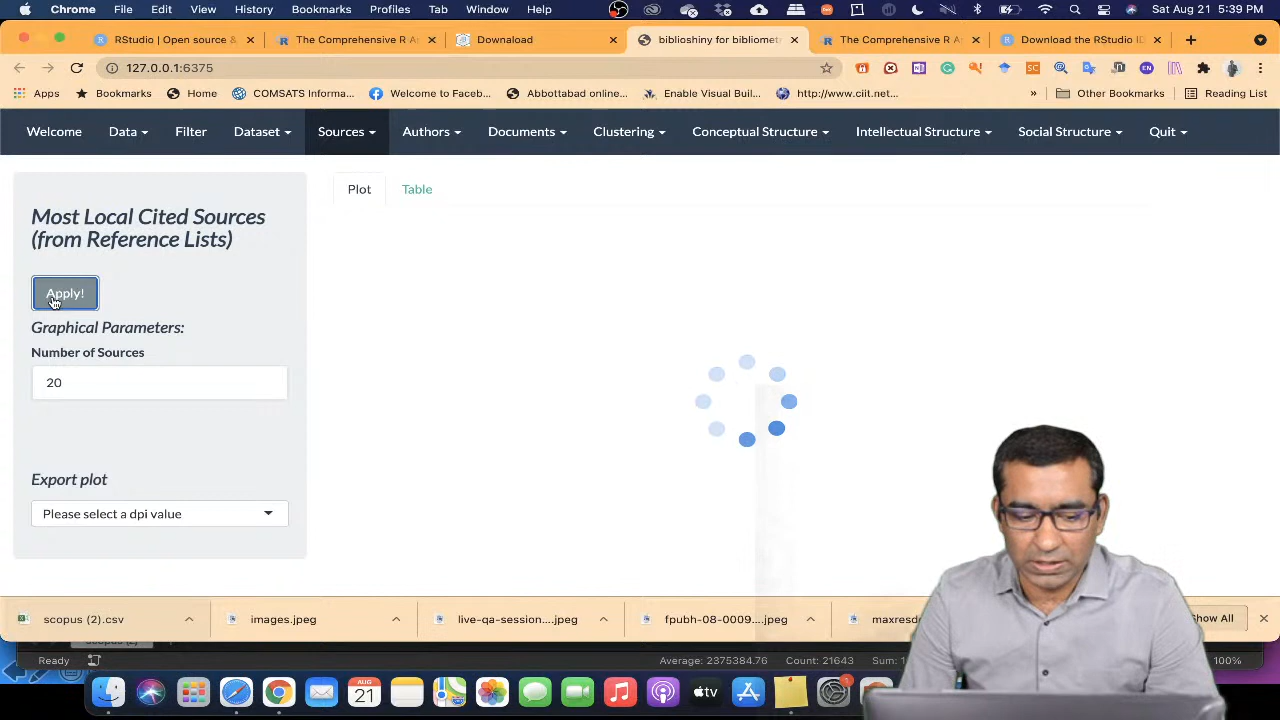 Chrome File Edit View History Bookmarks Profiles Tab Window Help Sat Aug 21 5:39 PM
RStudio | Open source & The Comprehensive R A Download biblioshiny for bibliomet The Comprehensive R A Download the RStudio ID
127.0.0.1:6375
Apps Bookmarks Home COMSATS Informa... Welcome to Faceb... Abbottabad online... Enable Visual Bui... http://www.ciit.net... » Other Bookmarks Reading List
Welcome Data Filter Dataset Sources Authors Documents Clustering Conceptual Structure Intellectual Structure Social Structure Quit
Plot Table
Most Local Cited Sources
(from Reference Lists)
Apply!
Graphical Parameters:
Number of Sources
20
Export plot
Please select a dpi value
scopus (2).csv images.jpeg live-qa-session....jpeg fpubh-08-0009....jpeg maxresd Show All
Ready Average: 2375384.76 Count: 21643 Sum: 1 100%
AUG
21
tv